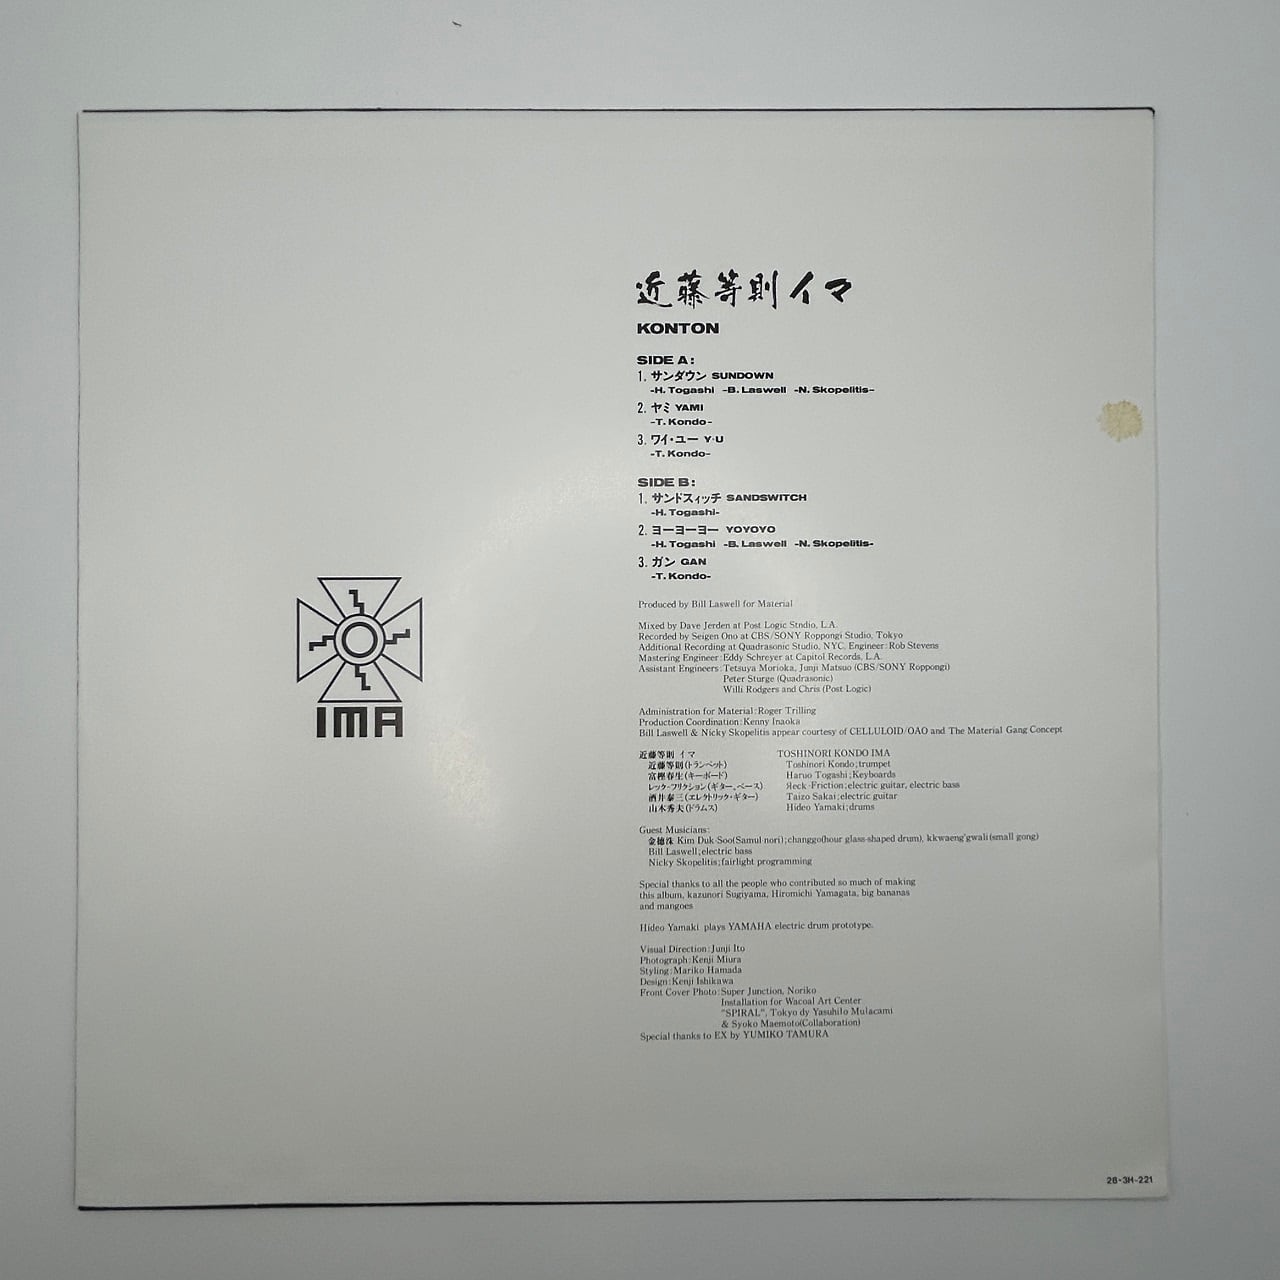 近藤等則イマ
KONTON
SIDE A:
1. サンダウン SUNDOWN
-H. Togashi -B. Laswell -N. Skopelitis-
2. ヤミ YAMI
-T. Kondo-
3. ワイ・ユー Y·U
-T. Kondo-
SIDE B:
1. サンドスィッチ SANDSWITCH
-H. Togashi-
2. ヨーヨーヨー YOYOYO
-H. Togashi -B. Laswell -N. Skopelitis-
3. ガン GAN
-T. Kondo-
Produced by Bill Laswell for Material
Mixed by Dave Jerden at Post Logic Stndio, L.A.
Recorded by Seigen Ono at CBS/SONY Roppongi Studio, Tokyo
Additional Recording at Quadrasonic Studio, NYC, Engineer:Rob Stevens
Mastering Engineer:Eddy Schreyer at Capitol Records, L.A.
Assistant Engineers:Tetsuya Morioka, Junji Matsuo (CBS/SONY Roppongi)
Peter Sturge (Quadrasonic)
Willi Rodgers and Chris (Post Logic)
Administration for Material:Roger Trilling
Production Coordination:Kenny Inaoka
Bill Laswell & Nicky Skopelitis appear courtesy of CELLULOID/OAO and The Material Gang Concept
近藤等則 イマ TOSHINORI KONDO IMA
近藤等則(トランペット) Toshinori Kondo;trumpet
富樫春生(キーボード) Haruo Togashi;Keyboards
レック-フリクション(ギター、ベース) Яeck-Friction;electric guitar, electric bass
酒井泰三(エレクトリック・ギター) Taizo Sakai;electric guitar
山木秀夫(ドラムス) Hideo Yamaki;drums
Guest Musicians:
金徳洙 Kim Duk-Soo(Samul-nori);changgo(hour glass-shaped drum), kkwaeng'gwali(small gong)
Bill Laswell;electric bass
Nicky Skopelitis;fairlight programming
Special thanks to all the people who contributed so much of making
this album, kazunori Sugiyama, Hiromichi Yamagata, big bananas
and mangoes
Hideo Yamaki plays YAMAHA electric drum prototype.
Visual Direction:Junji Ito
Photograph:Kenji Miura
Styling:Mariko Hamada
Design:Kenji Ishikawa
Front Cover Photo:Super Junction, Noriko
Installation for Wacoal Art Center
"SPIRAL", Tokyo dy Yasuhilo Mulacami
& Syoko Maemoto(Collaboration)
Special thanks to EX by YUMIKO TAMURA
IMA
28·3H-221